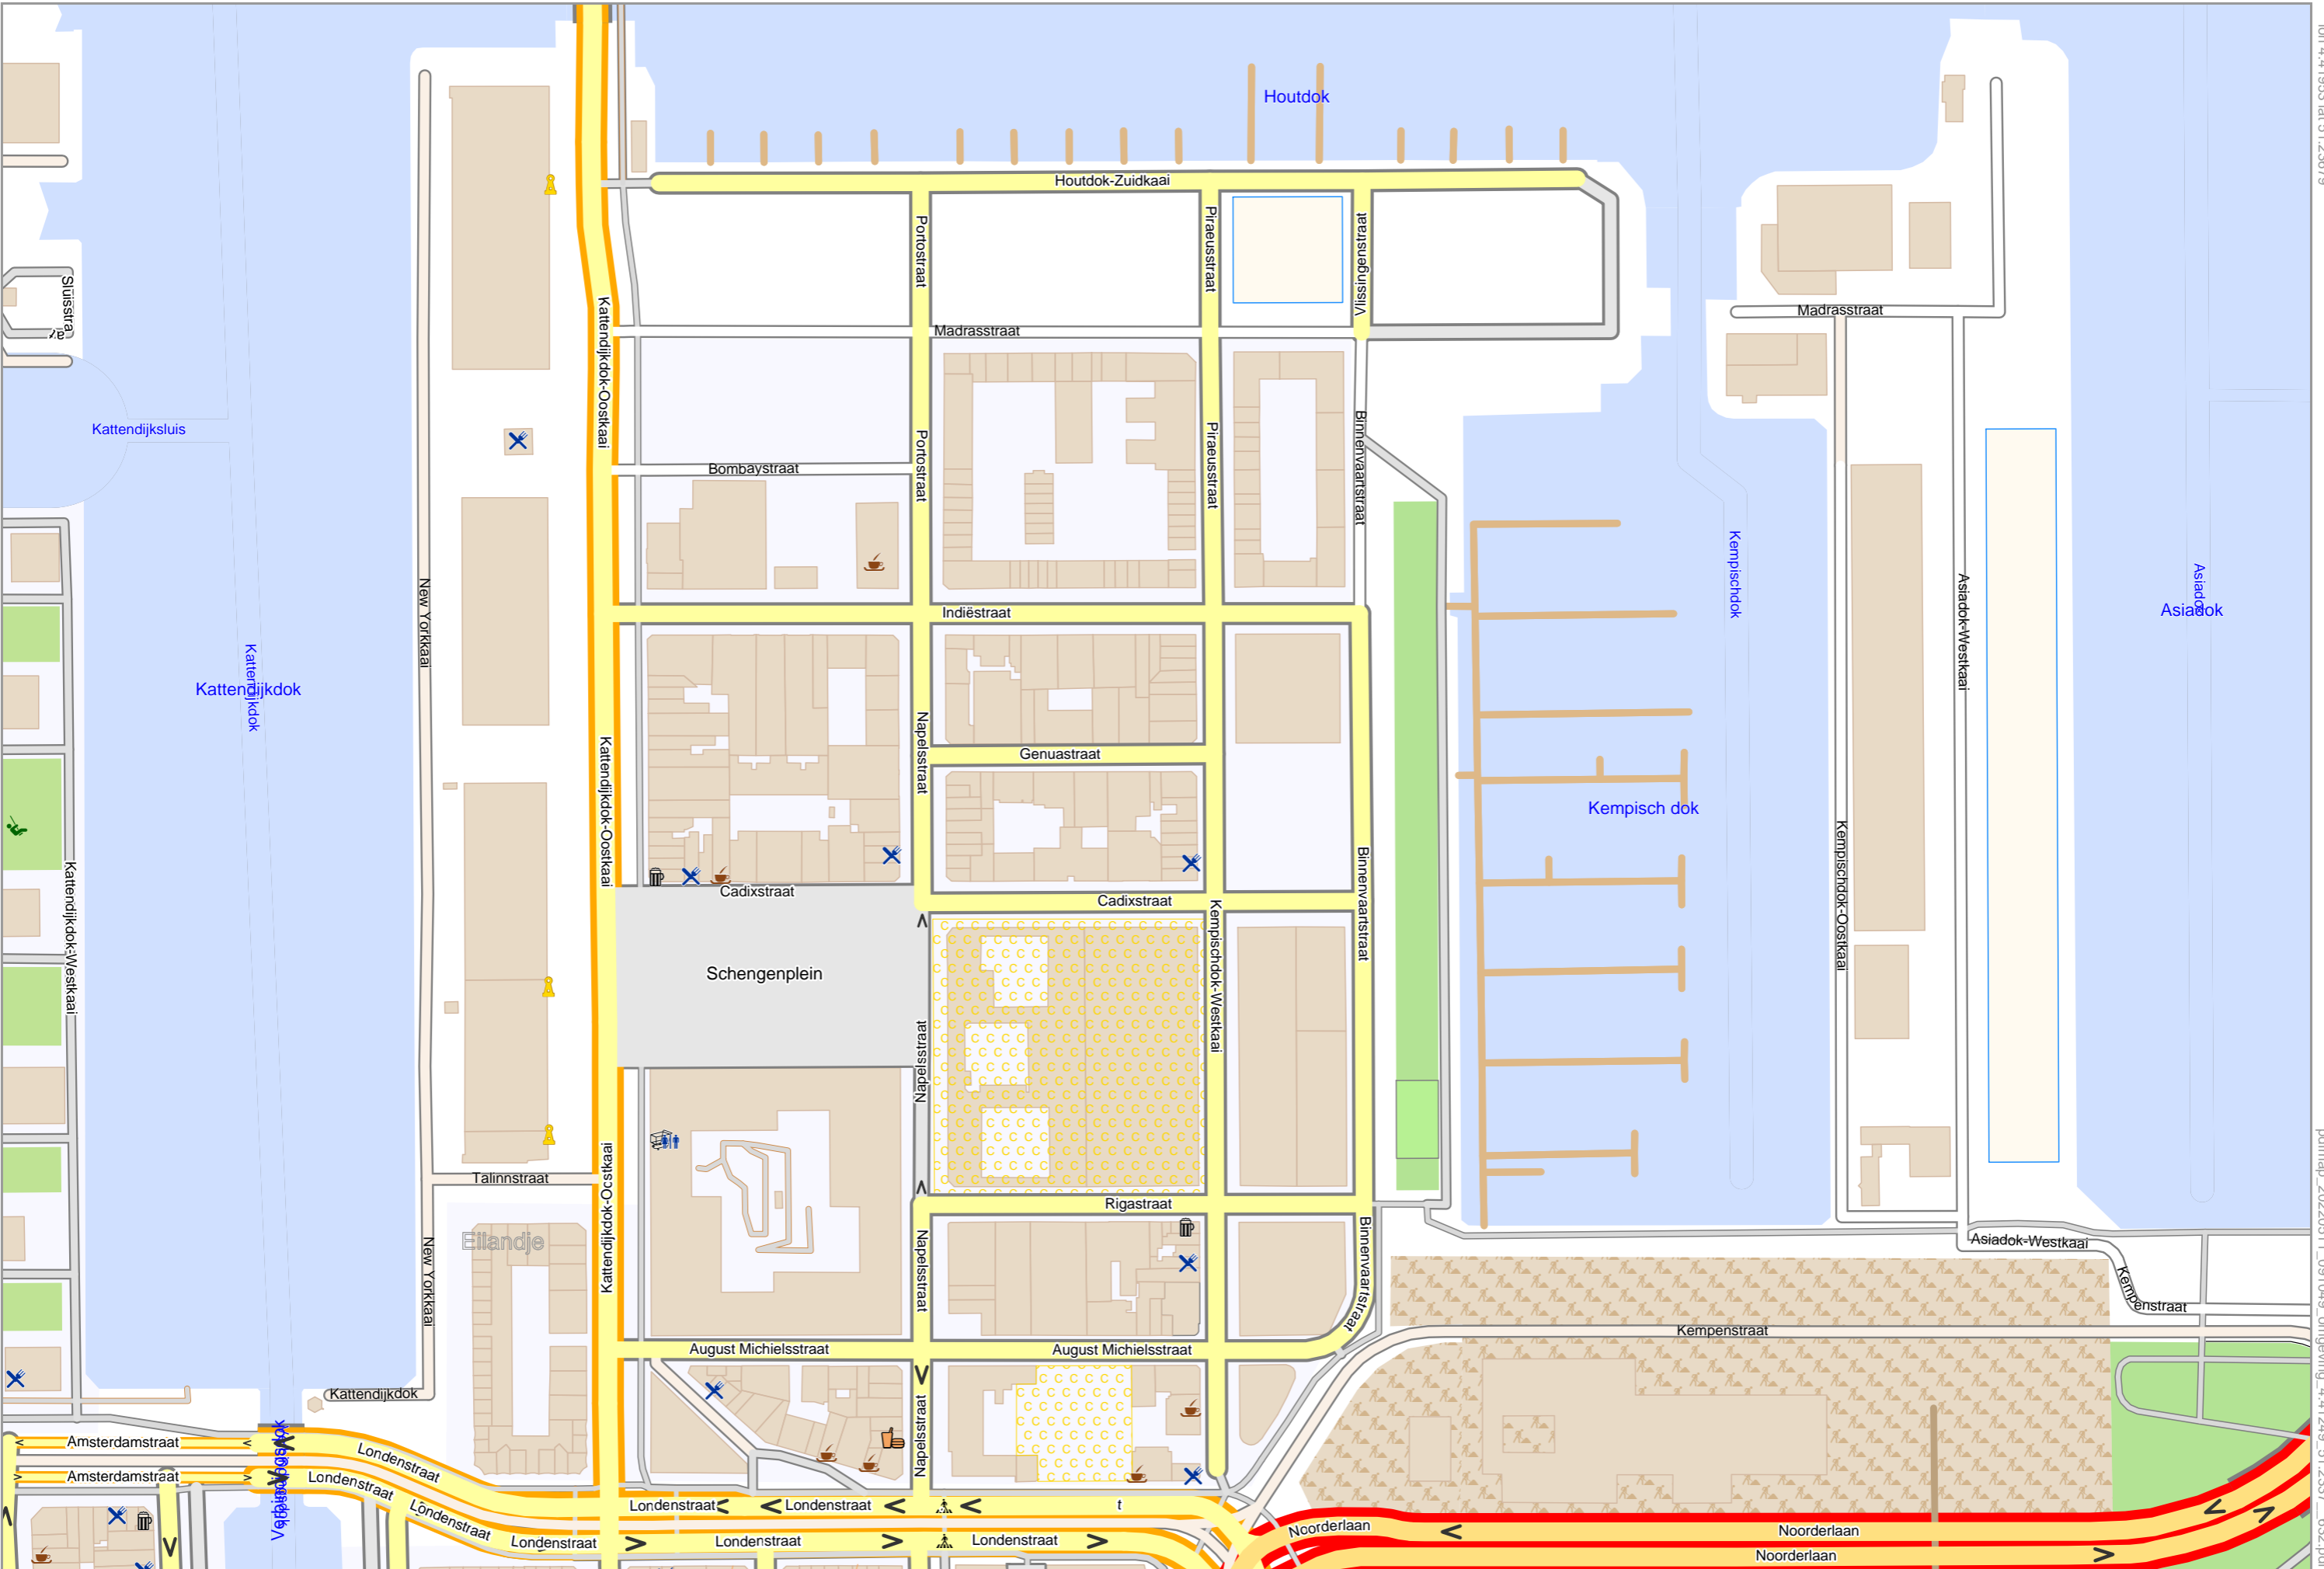 Houtdok
Houtdok-Zuidkaai
Portostraat
Piraeusstraat
Vlissingenstraat
Sluisstra
Kattendijkdok-Oostkaai
Madrasstraat
Madrasstraat
Kattendijksluis
Bombaystraat
Portostraat
Piraeusstraat
Binnenvaartstraat
Kempischdok
New Yorkkaai
Indiëstraat
Asiadok-Westkaai
Asiadok
Asiadok
Kattendijkdok
Kattendijkdok
Kattendijkdok-Oostkaai
Napelsstraat
Genuastraat
Kempisch dok
Kattendijkdok-Westkaai
Cadixstraat
Cadixstraat
Binnenvaartstraat
Kempischdok-Westkaai
Kempischdok-Oostkaai
Schengenplein
Napelsstraat
Talinnstraat
Kattendijkdok-Oostkaai
Rigastraat
New Yorkkaai
Eilandje
Napelsstraat
Binnenvaartstraat
Asiadok-Westkaai
Kempenstraat
Kempenstraat
August Michielsstraat
August Michielsstraat
Kattendijkdok
Napelsstraat
Amsterdamstraat
Londenstraat
Amsterdamstraat
Londenstraat
Londenstraat
Londenstraat
Londenstraat
t
Londenstraat
Londenstraat
Londenstraat
Noorderlaan
Noorderlaan
Noorderlaan